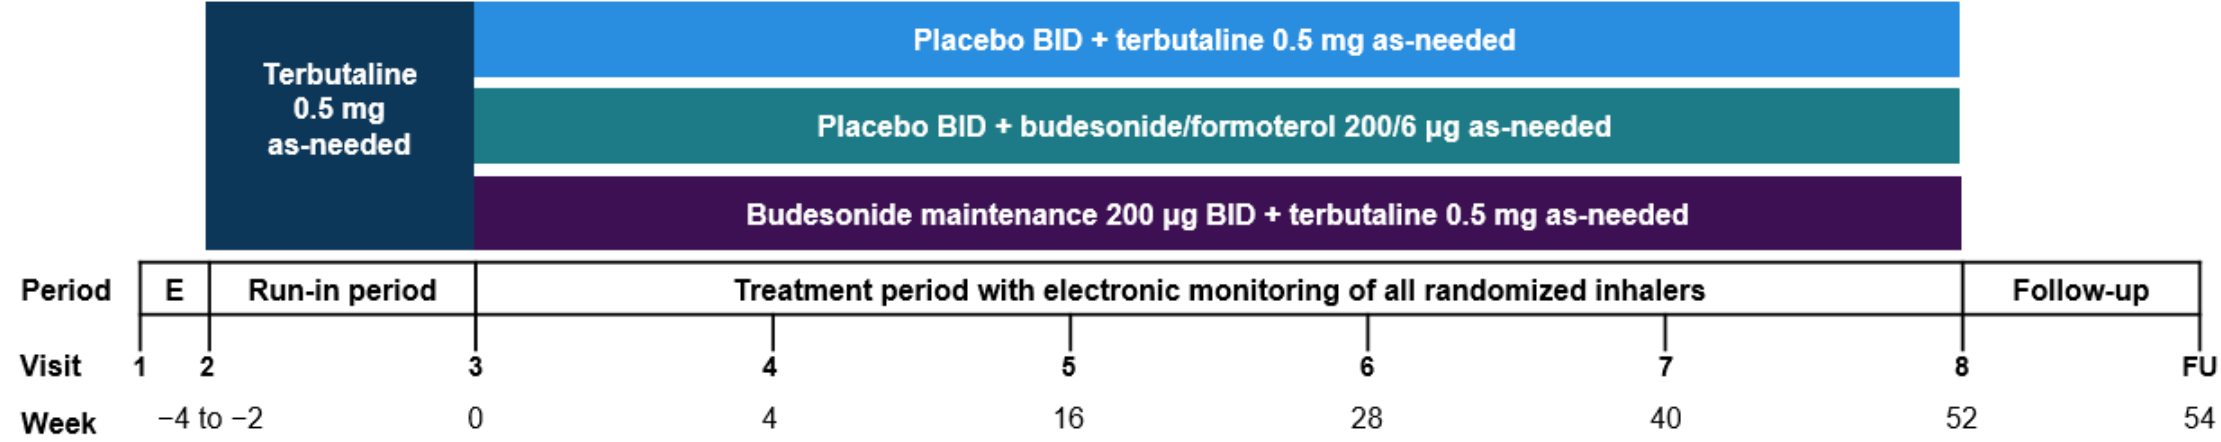 Terbutaline
0.5 mg
as-needed
Placebo BID + terbutaline 0.5 mg as-needed
Placebo BID + budesonide/formoterol 200/6 μg as-needed
Budesonide maintenance 200 μg BID + terbutaline 0.5 mg as-needed
Period E Run-in period Treatment period with electronic monitoring of all randomized inhalers Follow-up
Visit 1 2 3 4 5 6 7 8 FU
Week −4 to −2 0 4 16 28 40 52 54